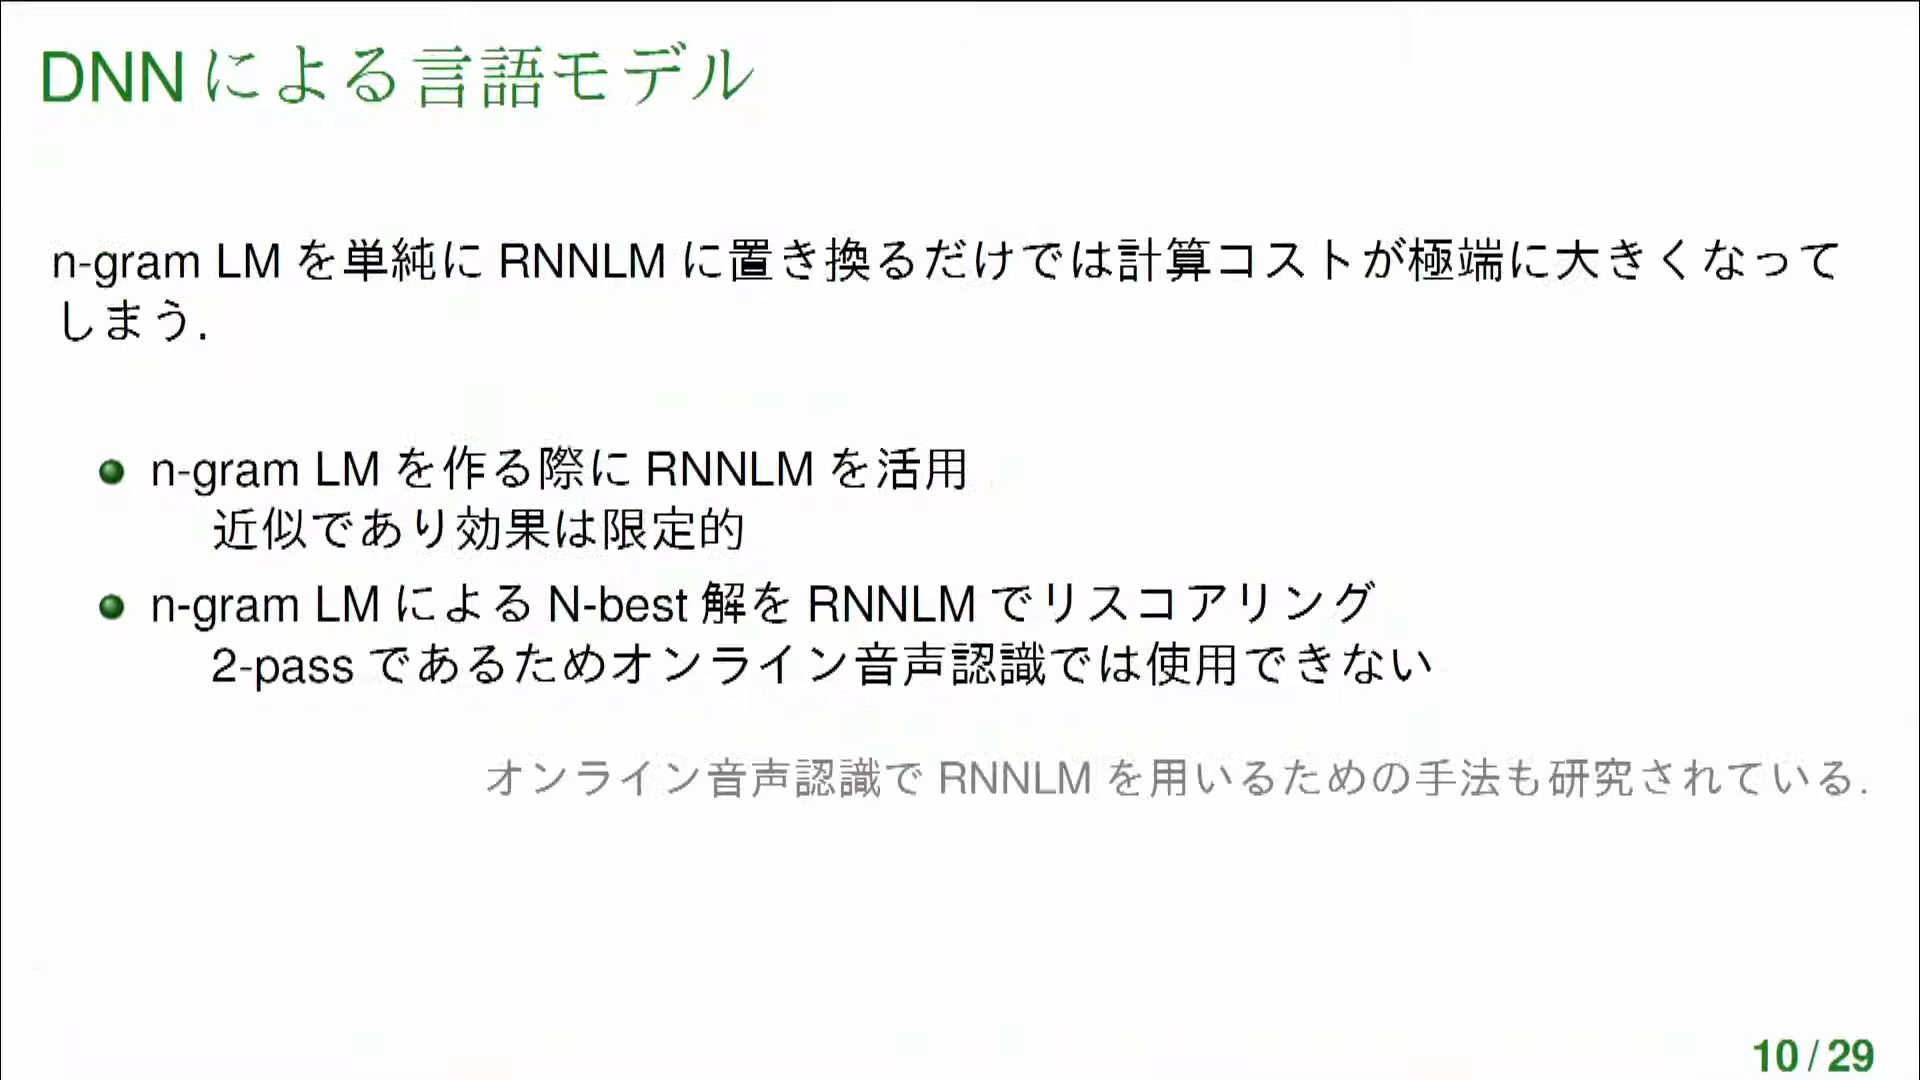 DNNによる言語モデル
n-gram LM を単純に RNNLM に置き換るだけでは計算コストが極端に大きくなって
しまう.
n-gram LM を作る際に RNNLM を活用
近似であり効果は限定的
n-gram LM による N-best 解を RNNLM でリスコアリング
2-pass であるためオンライン音声認識では使用できない
オンライン音声認識で RNNLM を用いるための手法も研究されている.
10 / 29